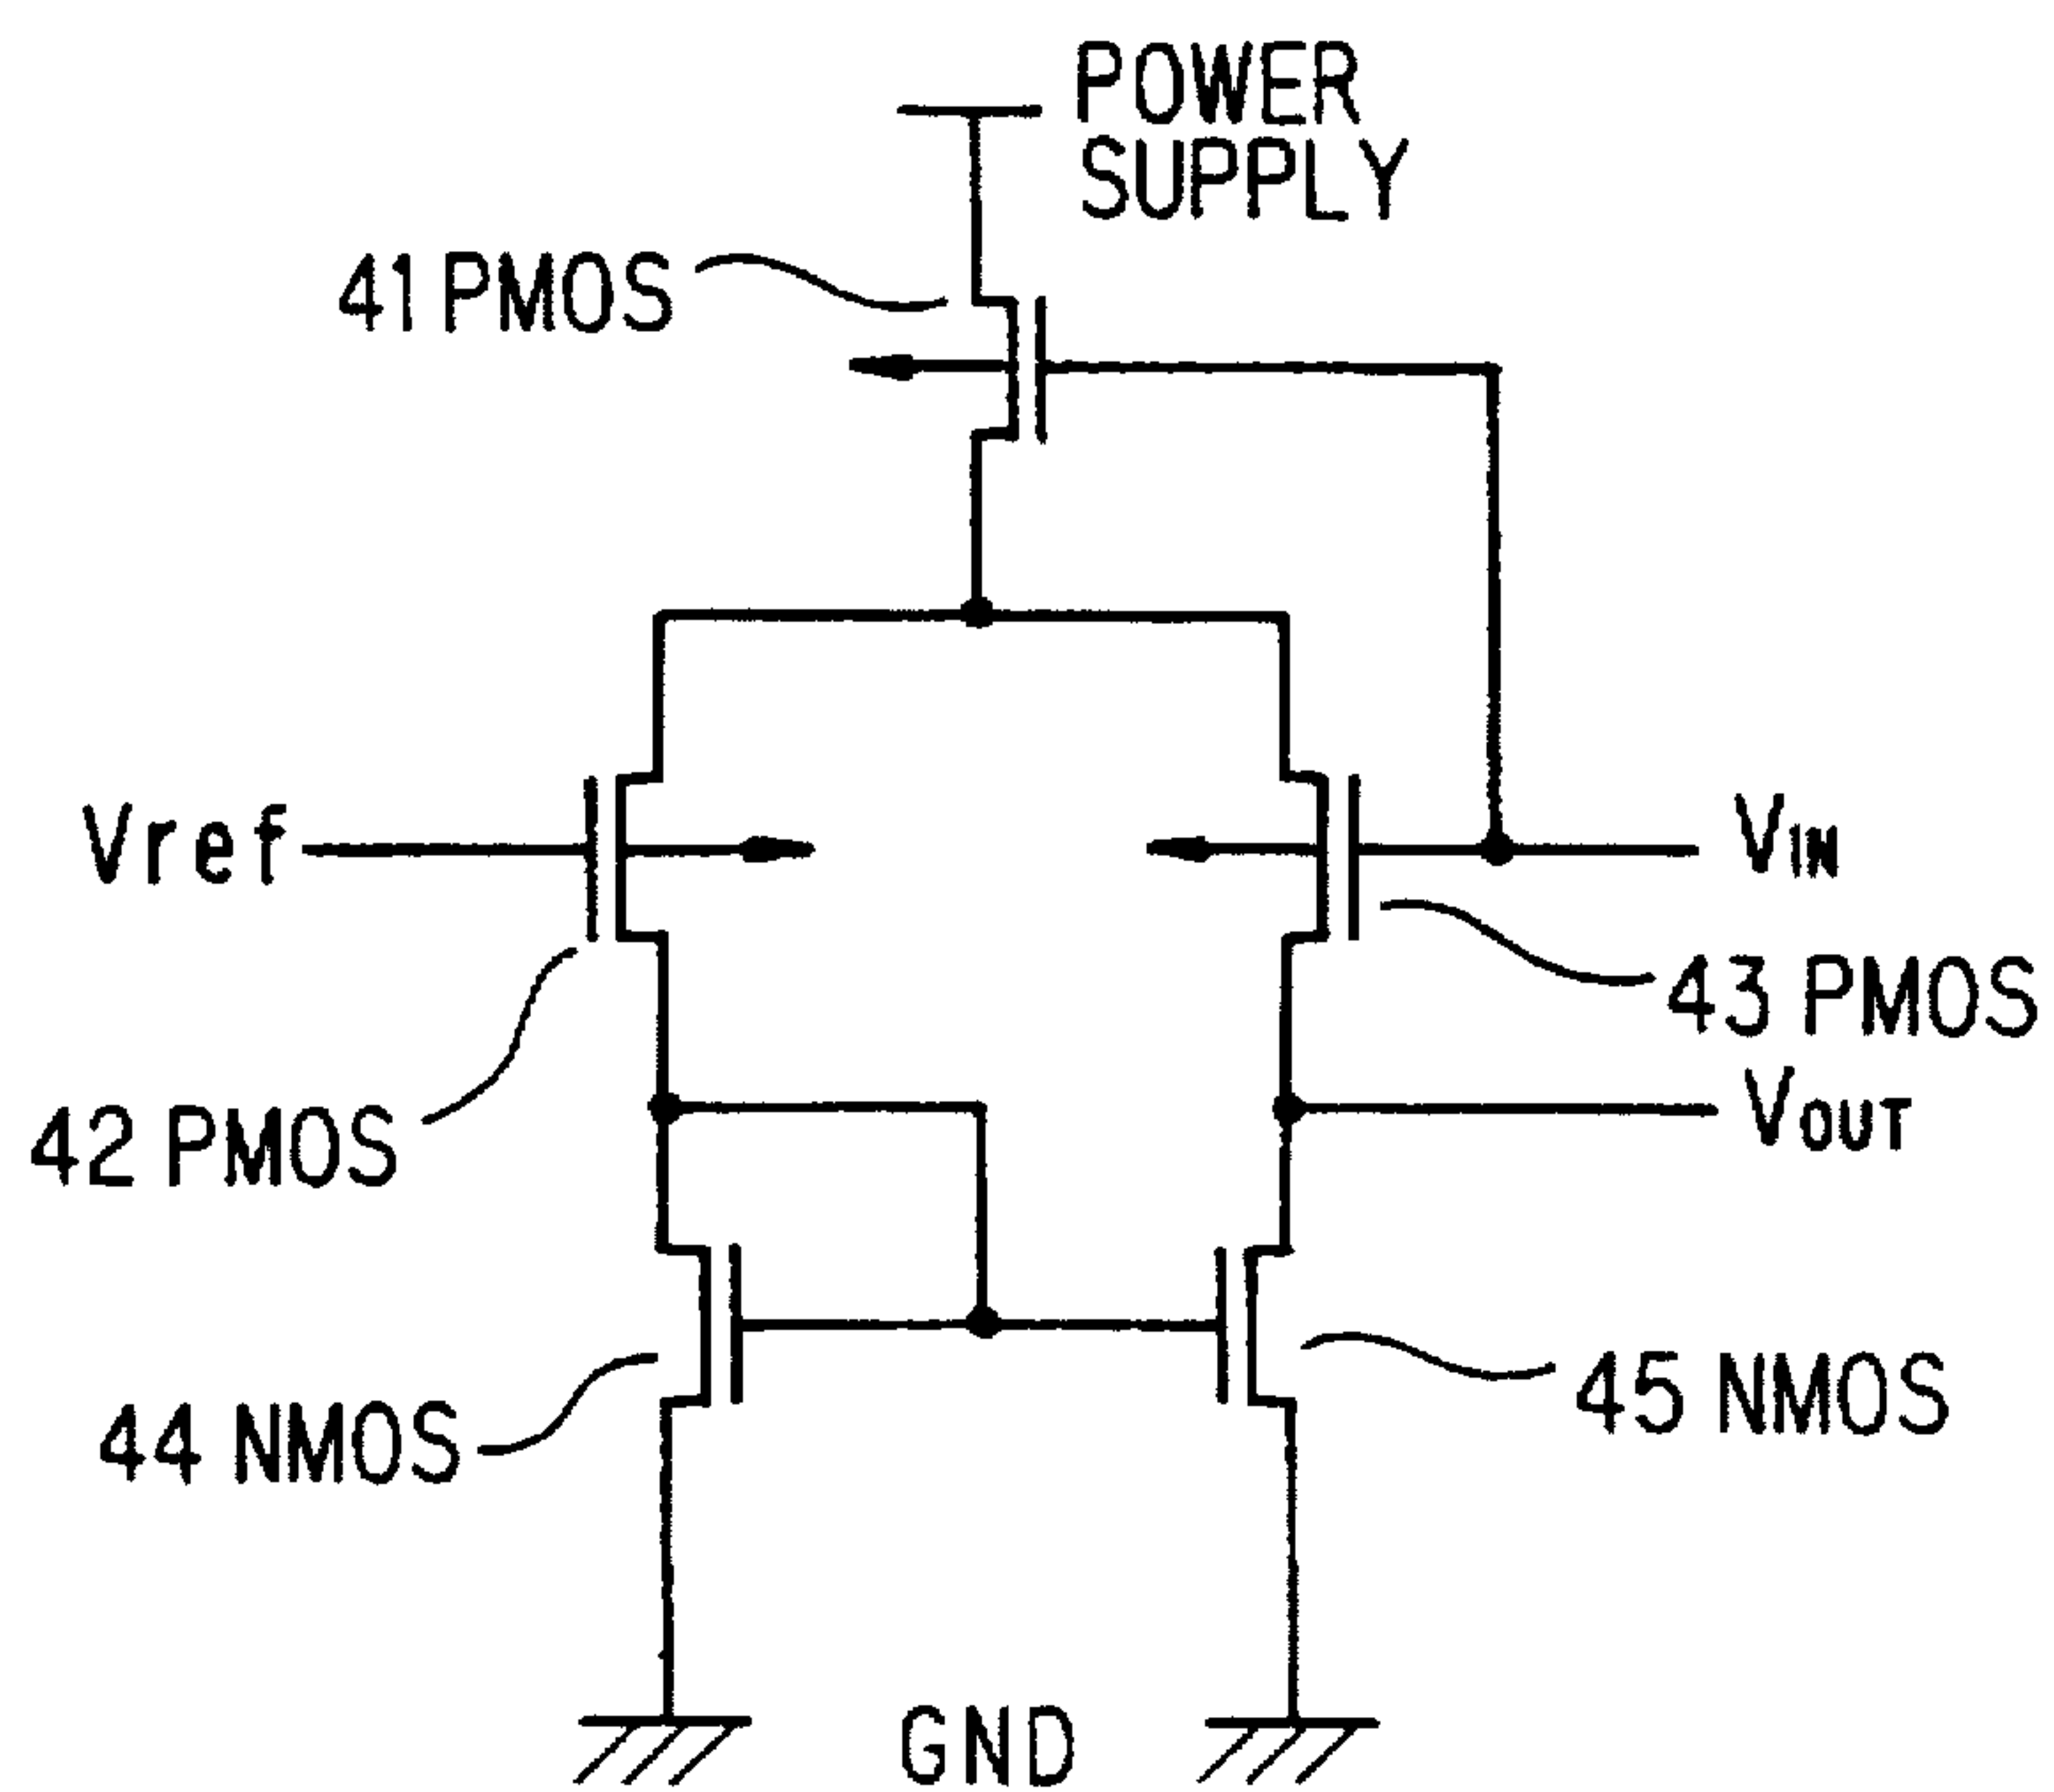 POWER
SUPPLY
41 PMOS
Vref
VIN
43 PMOS
VOUT
42 PMOS
45 NMOS
44 NMOS
GND